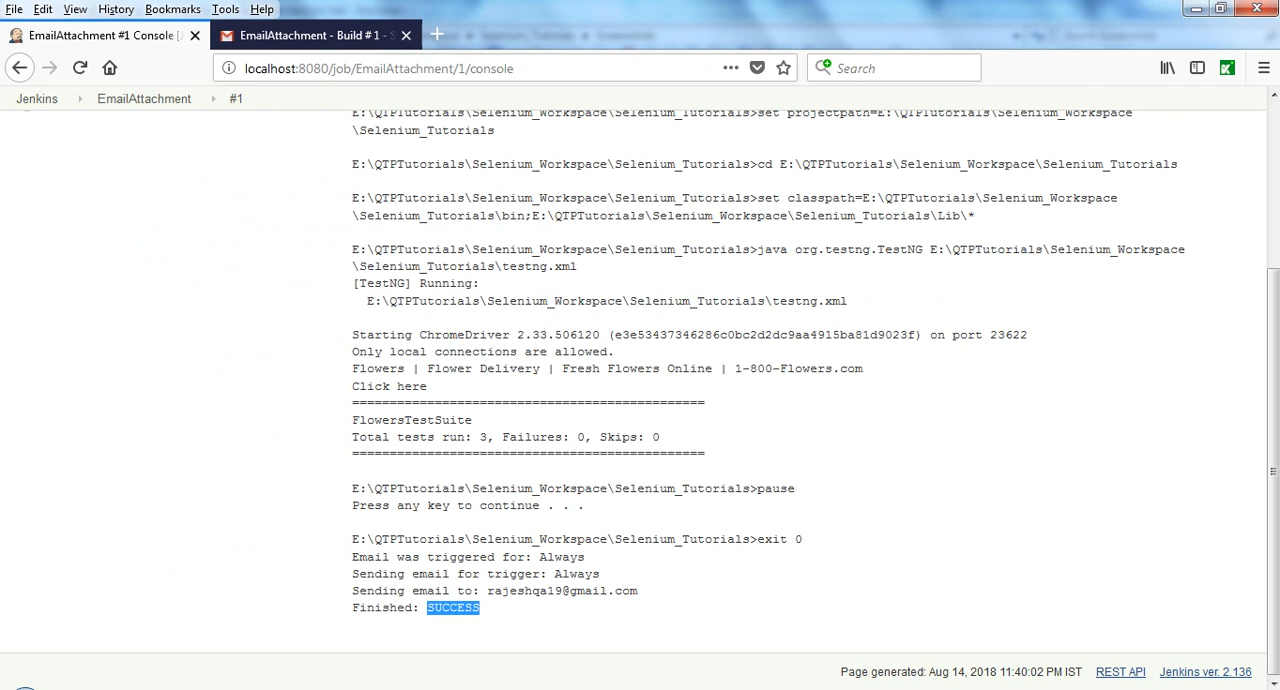 File Edit View History Bookmarks Tools Help
EmailAttachment #1 Console [J
EmailAttachment - Build # 1 - S
localhost:8080/job/EmailAttachment/1/console
Search
Jenkins EmailAttachment #1
E:\QTPTutorials\Selenium_Workspace\Selenium_Tutorials>set projectpath=E:\QTPTutorials\Selenium_Workspace
\Selenium_Tutorials
E:\QTPTutorials\Selenium_Workspace\Selenium_Tutorials>cd E:\QTPTutorials\Selenium_Workspace\Selenium_Tutorials
E:\QTPTutorials\Selenium_Workspace\Selenium_Tutorials>set classpath=E:\QTPTutorials\Selenium_Workspace
\Selenium_Tutorials\bin;E:\QTPTutorials\Selenium_Workspace\Selenium_Tutorials\Lib\*
E:\QTPTutorials\Selenium_Workspace\Selenium_Tutorials>java org.testng.TestNG E:\QTPTutorials\Selenium_Workspace
\Selenium_Tutorials\testng.xml
[TestNG] Running:
E:\QTPTutorials\Selenium_Workspace\Selenium_Tutorials\testng.xml
Starting ChromeDriver 2.33.506120 (e3e53437346286c0bc2d2dc9aa4915ba81d9023f) on port 23622
Only local connections are allowed.
Flowers | Flower Delivery | Fresh Flowers Online | 1-800-Flowers.com
Click here
===============================================
FlowersTestSuite
Total tests run: 3, Failures: 0, Skips: 0
===============================================
E:\QTPTutorials\Selenium_Workspace\Selenium_Tutorials>pause
Press any key to continue . . .
E:\QTPTutorials\Selenium_Workspace\Selenium_Tutorials>exit 0
Email was triggered for: Always
Sending email for trigger: Always
Sending email to: rajeshqa19@gmail.com
Finished: SUCCESS
Page generated: Aug 14, 2018 11:40:02 PM IST REST API Jenkins ver. 2.136